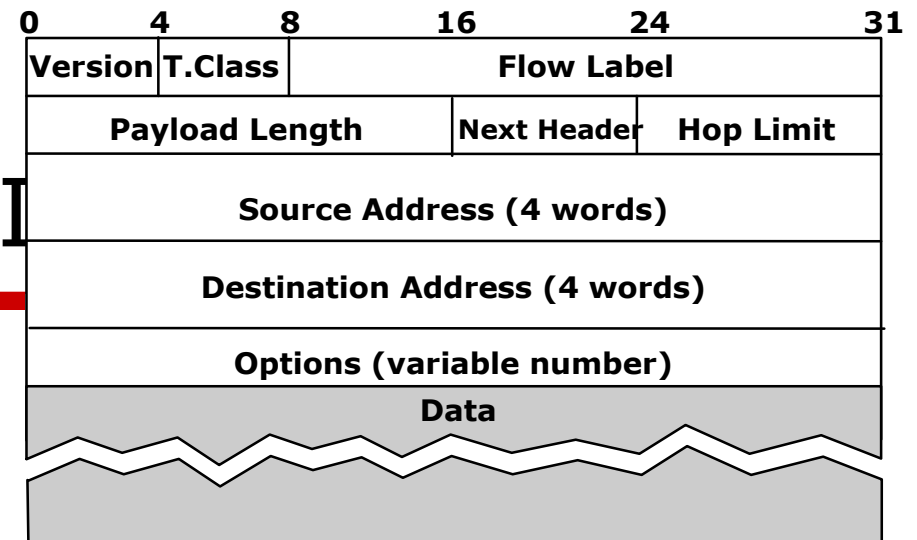 0 4 8 16 24 31
Version T.Class Flow Label
Payload Length Next Header Hop Limit
Source Address (4 words)
Destination Address (4 words)
Options (variable number)
Data